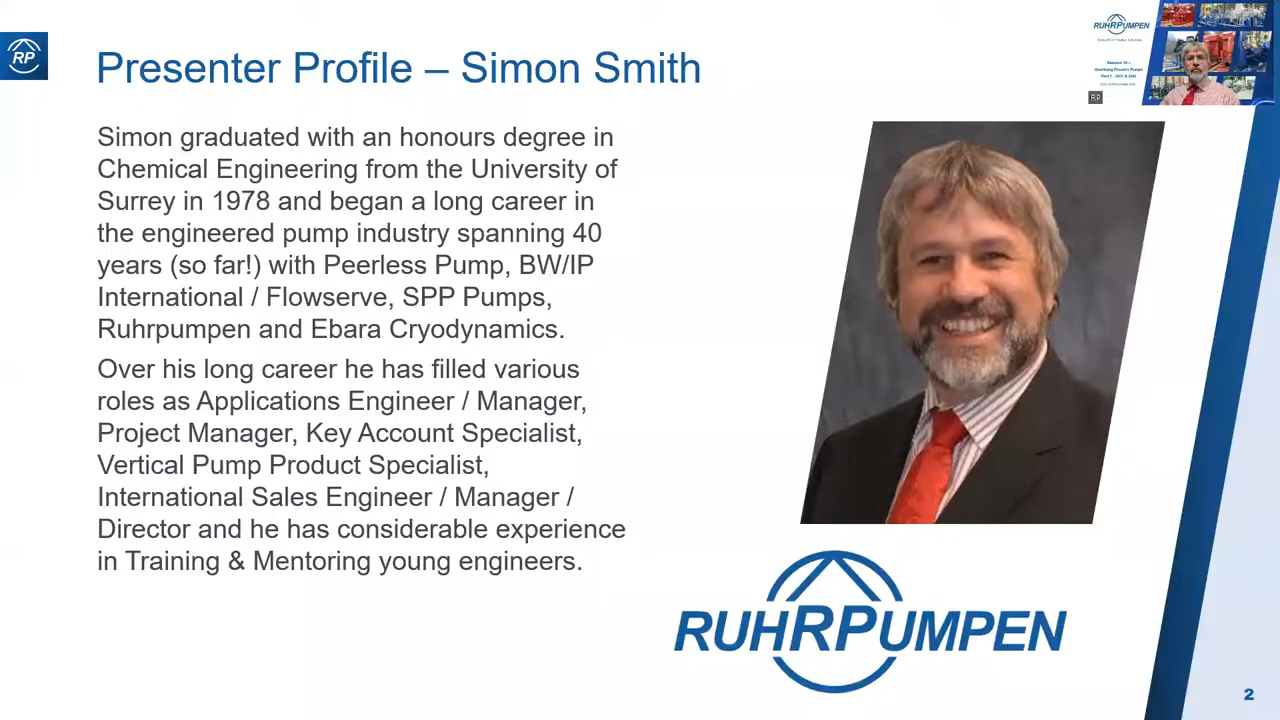 RP
Presenter Profile – Simon Smith
Simon graduated with an honours degree in
Chemical Engineering from the University of
Surrey in 1978 and began a long career in
the engineered pump industry spanning 40
years (so far!) with Peerless Pump, BW/IP
International / Flowserve, SPP Pumps,
Ruhrpumpen and Ebara Cryodynamics.
Over his long career he has filled various
roles as Applications Engineer / Manager,
Project Manager, Key Account Specialist,
Vertical Pump Product Specialist,
International Sales Engineer / Manager /
Director and he has considerable experience
in Training & Mentoring young engineers.
RUHRPUMPEN
RUHRPUMPEN
RP
2